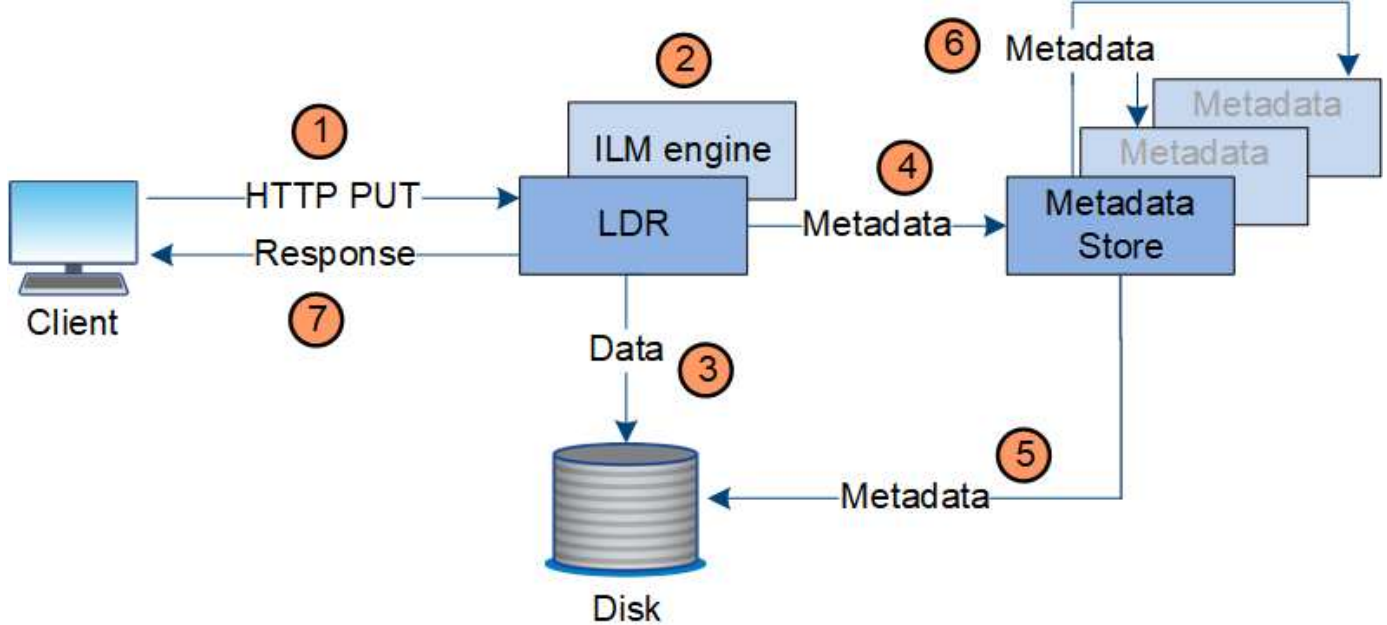 6
Metadata
2
Metadata
1
ILM engine
Metadata
4
HTTP PUT
LDR
Metadata
Metadata
Store
Response
Client
7
Data
3
5
Metadata
Disk